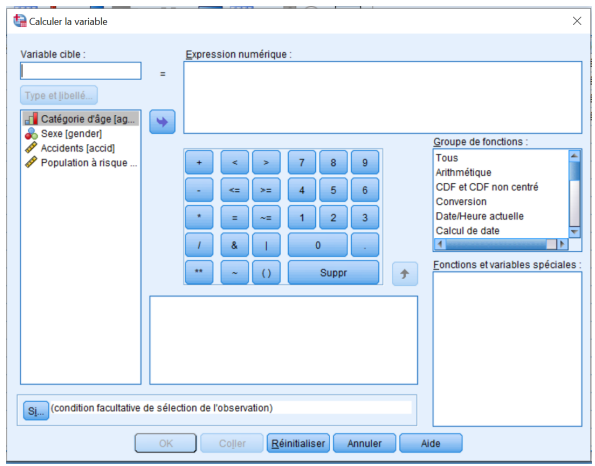 Calculer la variable
Variable cible :
=
Expression numérique :
Type et libellé...
Catégorie d'âge [ag...
Sexe [gender]
Accidents [accid]
Population à risque ...
+ < > 7 8 9
- <= >= 4 5 6
* = ~= 1 2 3
/ & | 0 .
** ~ ( ) Suppr
Groupe de fonctions :
Tous
Arithmétique
CDF et CDF non centré
Conversion
Date/Heure actuelle
Calcul de date
Fonctions et variables spéciales :
Si... (condition facultative de sélection de l'observation)
OK Coller Réinitialiser Annuler Aide